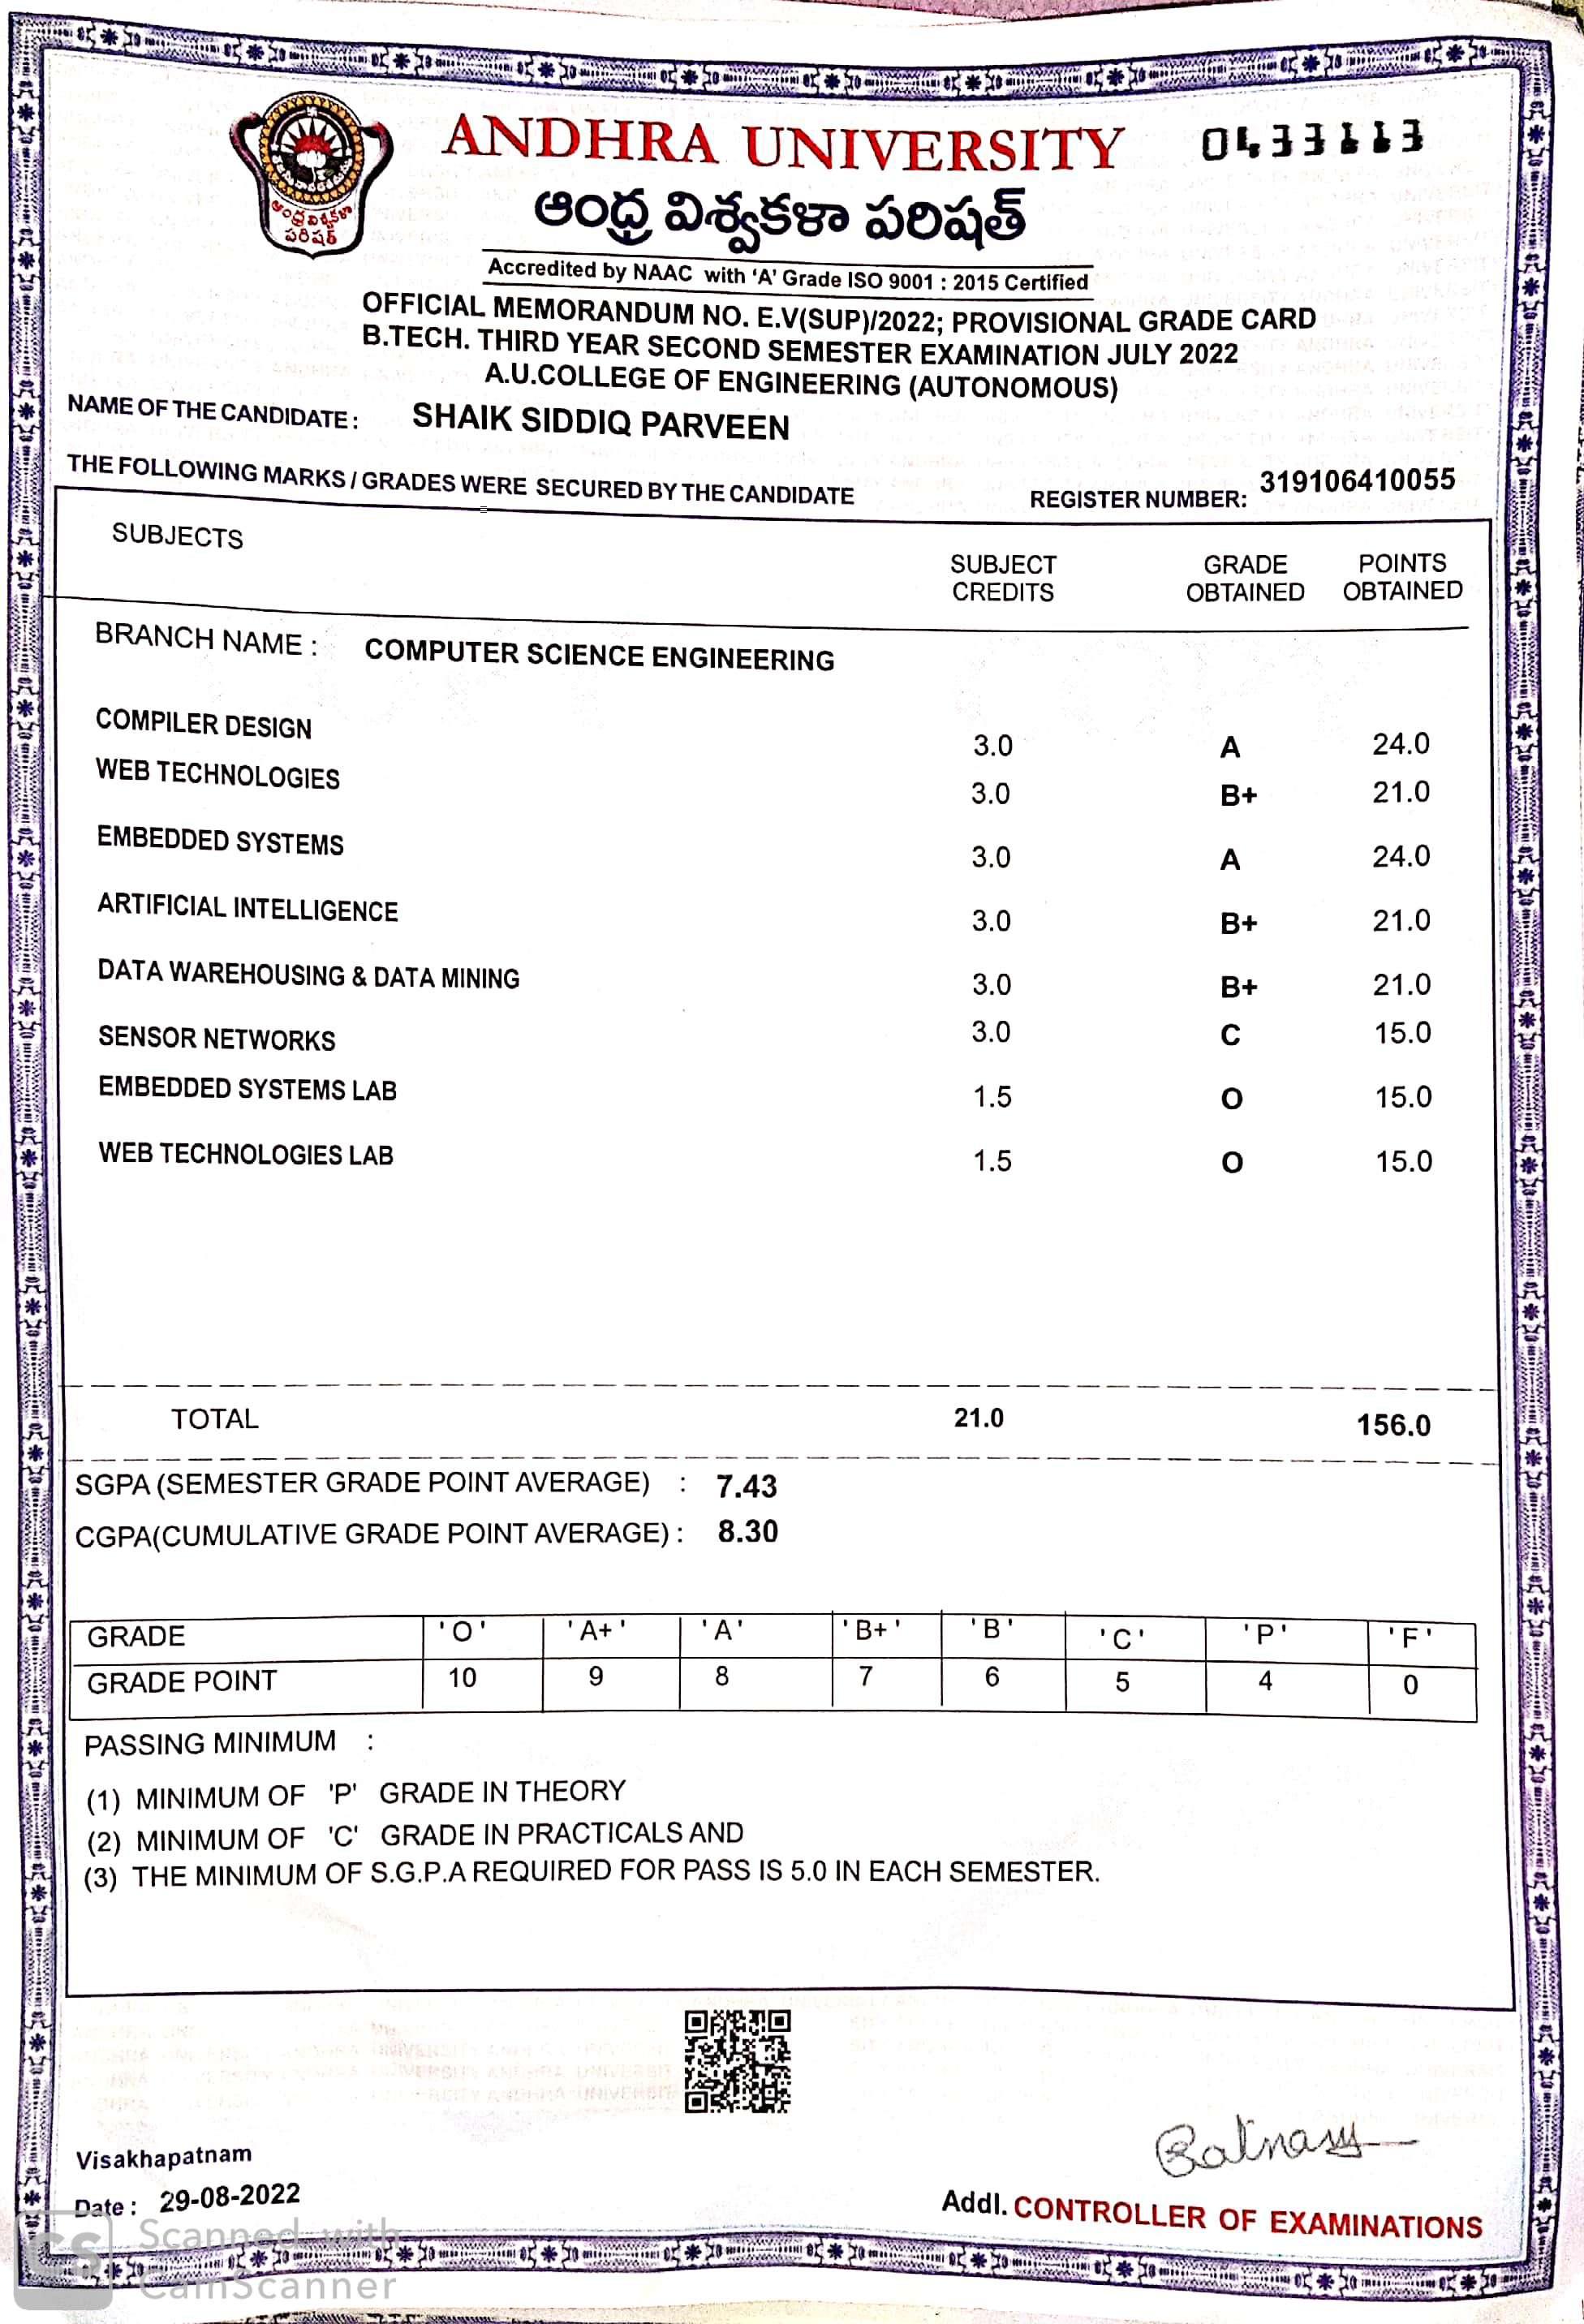 ANDHRA UNIVERSITY 0433113
ఆంధ్ర విశ్వకళా పరిషత్
ఆంధ్ర విశ్వకళా
పరిషత్
Accredited by NAAC with 'A' Grade ISO 9001 : 2015 Certified
OFFICIAL MEMORANDUM NO. E.V(SUP)/2022; PROVISIONAL GRADE CARD
B.TECH. THIRD YEAR SECOND SEMESTER EXAMINATION JULY 2022
A.U.COLLEGE OF ENGINEERING (AUTONOMOUS)
NAME OF THE CANDIDATE : SHAIK SIDDIQ PARVEEN
THE FOLLOWING MARKS / GRADES WERE SECURED BY THE CANDIDATE REGISTER NUMBER: 319106410055
SUBJECTS SUBJECT CREDITS GRADE OBTAINED POINTS OBTAINED
BRANCH NAME : COMPUTER SCIENCE ENGINEERING
COMPILER DESIGN 3.0 A 24.0
WEB TECHNOLOGIES 3.0 B+ 21.0
EMBEDDED SYSTEMS 3.0 A 24.0
ARTIFICIAL INTELLIGENCE 3.0 B+ 21.0
DATA WAREHOUSING & DATA MINING 3.0 B+ 21.0
SENSOR NETWORKS 3.0 C 15.0
EMBEDDED SYSTEMS LAB 1.5 O 15.0
WEB TECHNOLOGIES LAB 1.5 O 15.0
TOTAL 21.0 156.0
SGPA (SEMESTER GRADE POINT AVERAGE) : 7.43
CGPA(CUMULATIVE GRADE POINT AVERAGE) : 8.30
GRADE 'O' 'A+' 'A' 'B+' 'B' 'C' 'P' 'F'
GRADE POINT 10 9 8 7 6 5 4 0
PASSING MINIMUM :
(1) MINIMUM OF 'P' GRADE IN THEORY
(2) MINIMUM OF 'C' GRADE IN PRACTICALS AND
(3) THE MINIMUM OF S.G.P.A REQUIRED FOR PASS IS 5.0 IN EACH SEMESTER.
Visakhapatnam
Date : 29-08-2022
Addl. CONTROLLER OF EXAMINATIONS
CS Scanned with
CamScanner